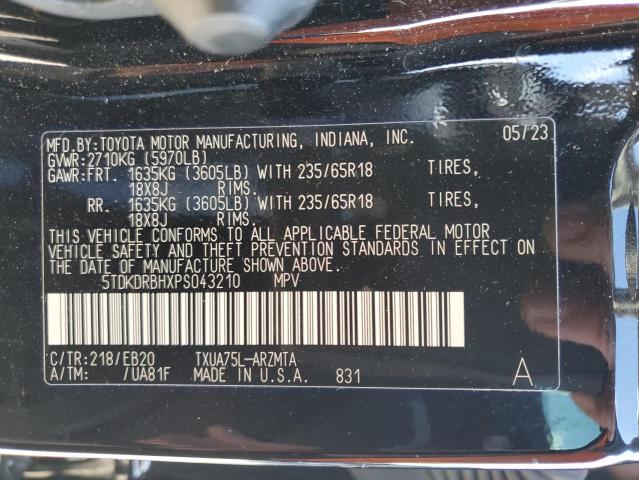 MFD.BY:TOYOTA MOTOR MANUFACTURING, INDIANA, INC. 05/23
GVWR:2710KG (5970LB)
GAWR:FRT. 1635KG (3605LB) WITH 235/65R18 TIRES,
18X8J RIMS.
RR. 1635KG (3605LB) WITH 235/65R18 TIRES,
18X8J RIMS.
THIS VEHICLE CONFORMS TO ALL APPLICABLE FEDERAL MOTOR
VEHICLE SAFETY AND THEFT PREVENTION STANDARDS IN EFFECT ON
THE DATE OF MANUFACTURE SHOWN ABOVE.
5TDKDRBHXPS043210 MPV
C/TR:218/EB20 TXUA75L-ARZMTA
A/TM: /UA81F MADE IN U.S.A. 831 A